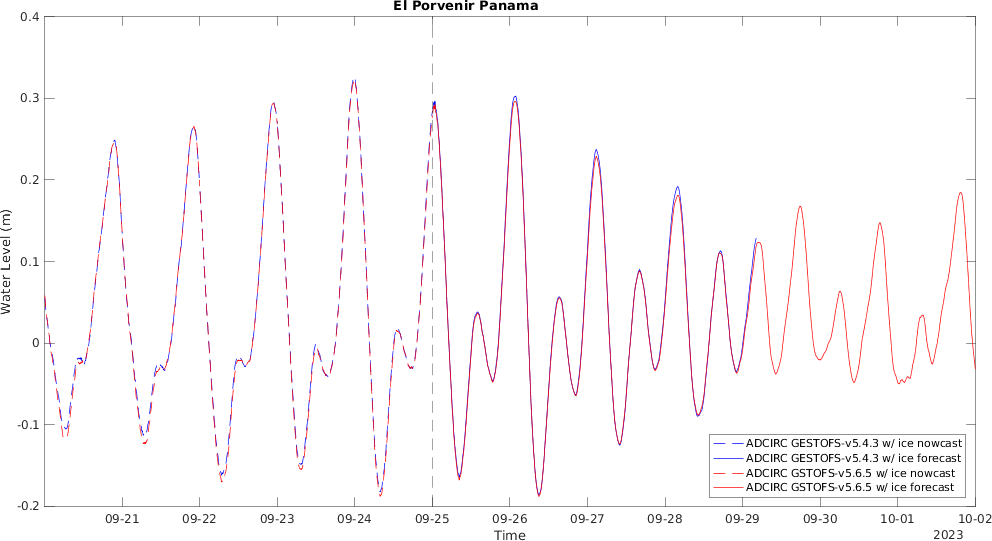 El Porvenir Panama
0.4
0.3
0.2
0.1
0
-0.1
-0.2
Water Level (m)
ADCIRC GESTOFS-v5.4.3 w/ ice nowcast
ADCIRC GESTOFS-v5.4.3 w/ ice forecast
ADCIRC GSTOFS-v5.6.5 w/ ice nowcast
ADCIRC GSTOFS-v5.6.5 w/ ice forecast
09-21 09-22 09-23 09-24 09-25 09-26 09-27 09-28 09-29 09-30 10-01 10-02
Time
2023